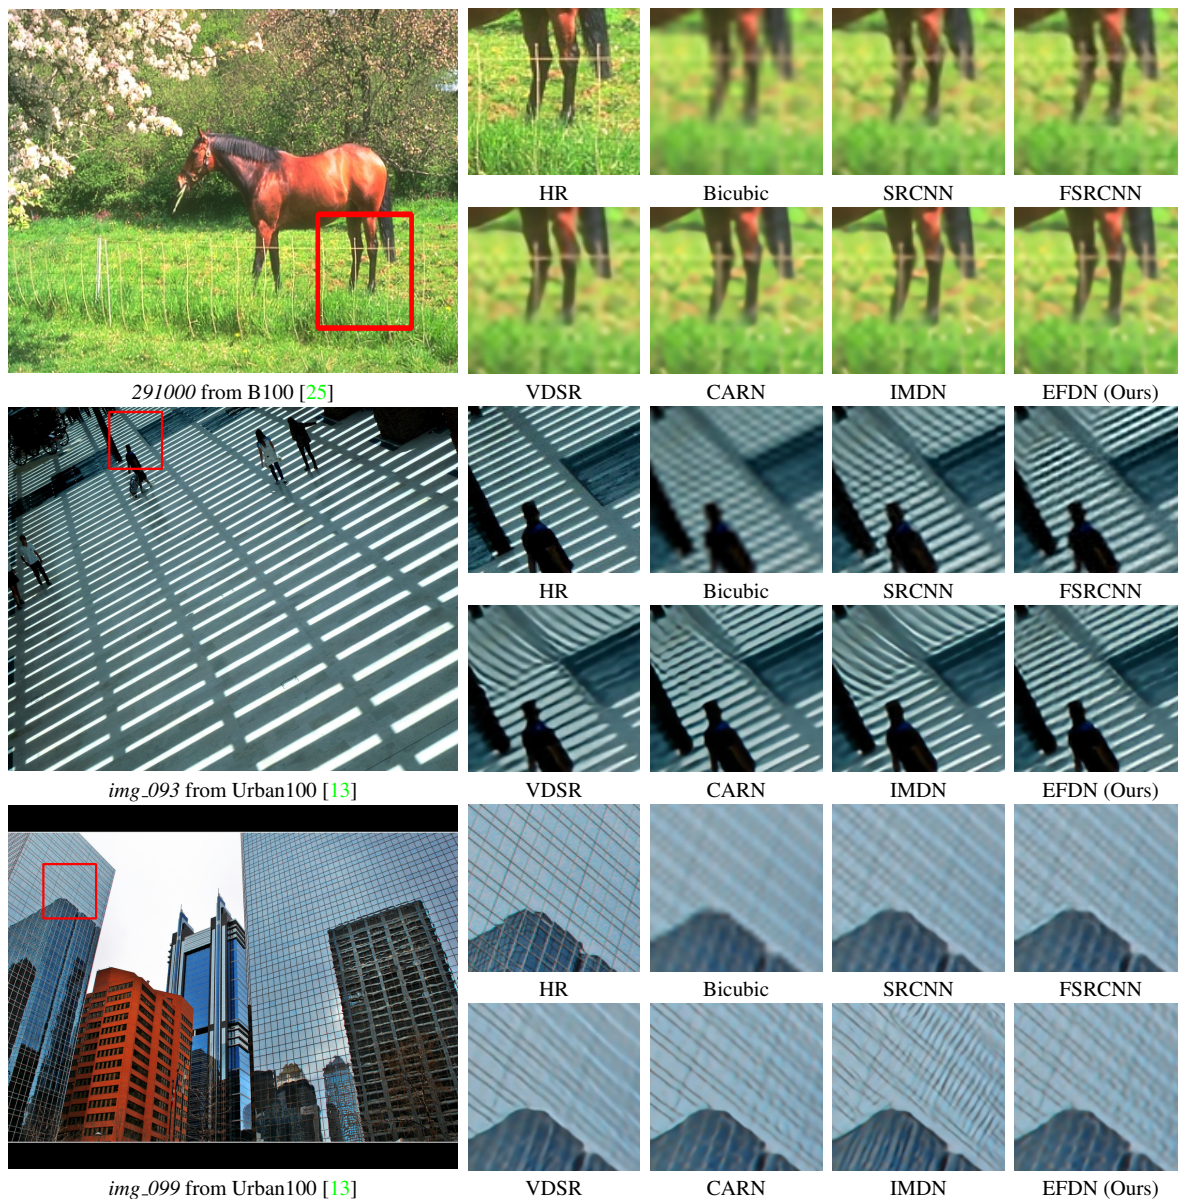 HR Bicubic SRCNN FSRCNN
VDSR CARN IMDN EFDN (Ours)
291000 from B100 [25]
HR Bicubic SRCNN FSRCNN
VDSR CARN IMDN EFDN (Ours)
img_093 from Urban100 [13]
HR Bicubic SRCNN FSRCNN
VDSR CARN IMDN EFDN (Ours)
img_099 from Urban100 [13]